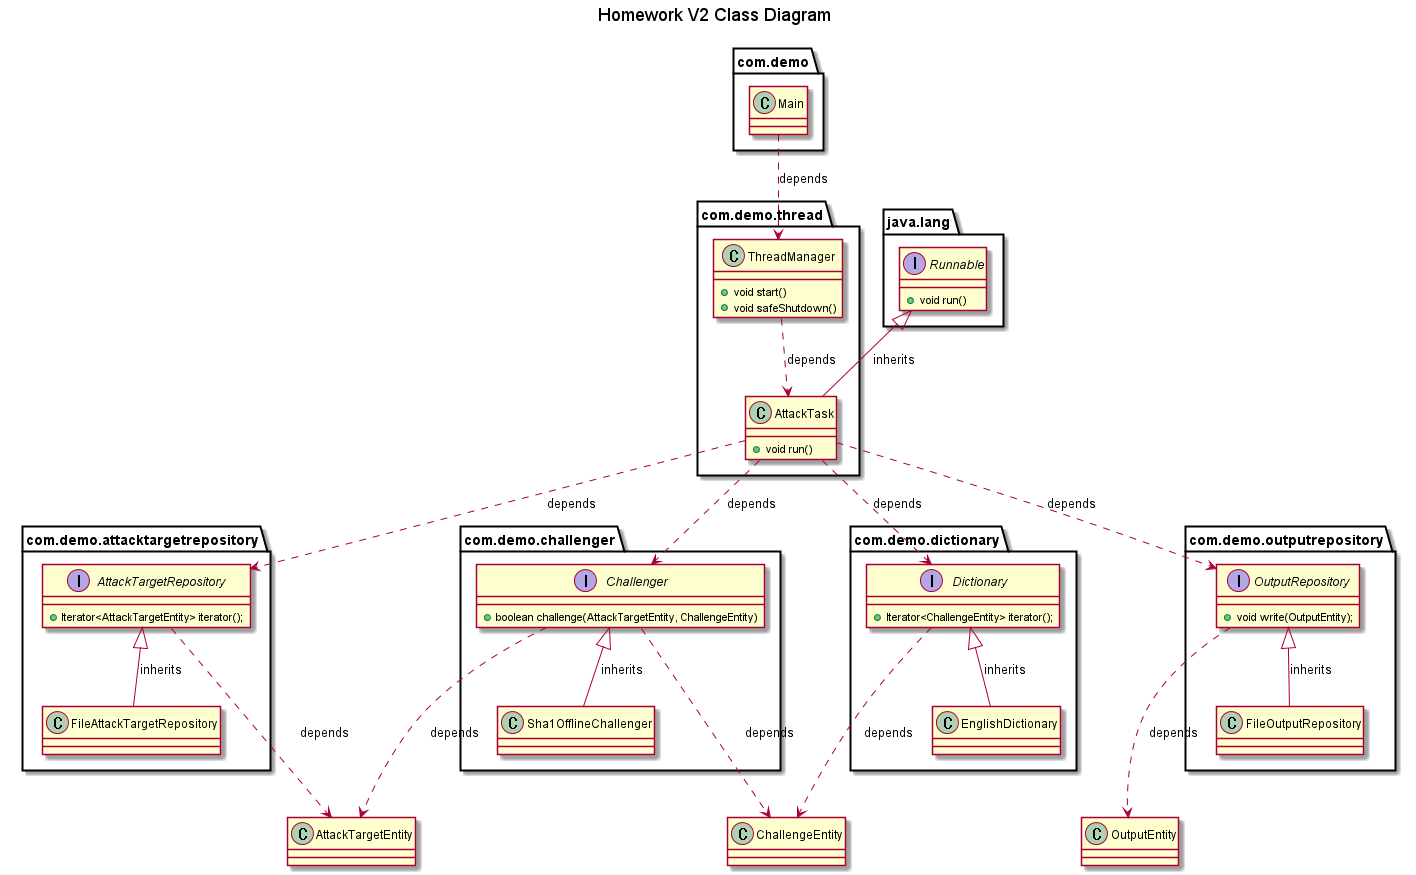 Homework V2 Class Diagram
com.demo
C Main
depends
com.demo.thread
java.lang
C ThreadManager
void start()
void safeShutdown()
I Runnable
void run()
depends
inherits
C AttackTask
void run()
depends
depends
depends
depends
com.demo.attacktargetrepository
com.demo.challenger
com.demo.dictionary
com.demo.outputrepository
I AttackTargetRepository
Iterator<AttackTargetEntity> iterator();
I Challenger
boolean challenge(AttackTargetEntity, ChallengeEntity)
I Dictionary
Iterator<ChallengeEntity> iterator();
I OutputRepository
void write(OutputEntity);
inherits
inherits
inherits
inherits
C FileAttackTargetRepository
C Sha1OfflineChallenger
C EnglishDictionary
C FileOutputRepository
depends
depends
depends
depends
depends
C AttackTargetEntity
C ChallengeEntity
C OutputEntity